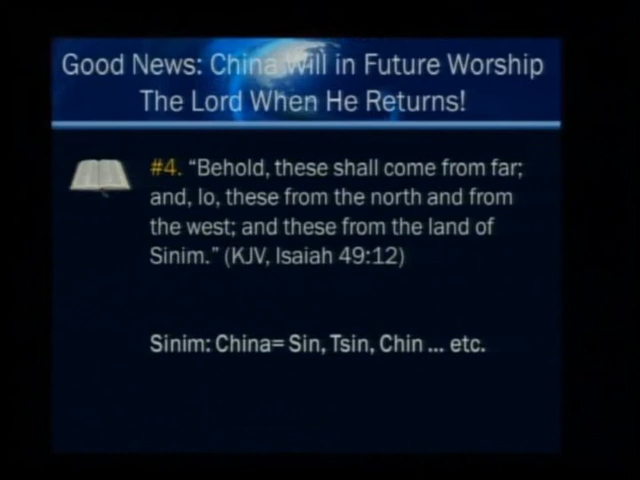 Good News: China Will in Future Worship
The Lord When He Returns!
#4. “Behold, these shall come from far;
and, lo, these from the north and from
the west; and these from the land of
Sinim.” (KJV, Isaiah 49:12)
Sinim: China= Sin, Tsin, Chin ... etc.